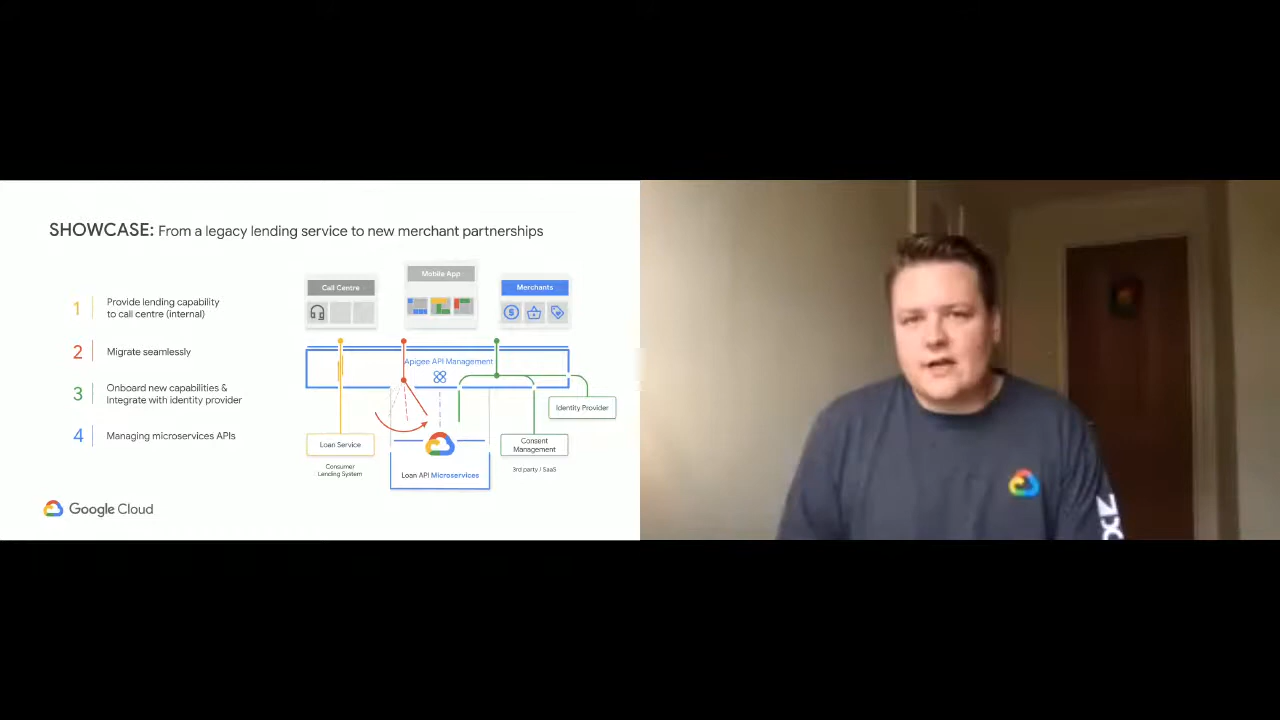 SHOWCASE: From a legacy lending service to new merchant partnerships
1 Provide lending capability
to call centre (internal)
2 Migrate seamlessly
3 Onboard new capabilities &
Integrate with identity provider
4 Managing microservices APIs
Call Centre
Mobile App
Merchants
Apigee API Management
Identity Provider
Loan Service
Consumer
Lending System
Loan API Microservices
Consent
Management
3rd party / SaaS
Google Cloud